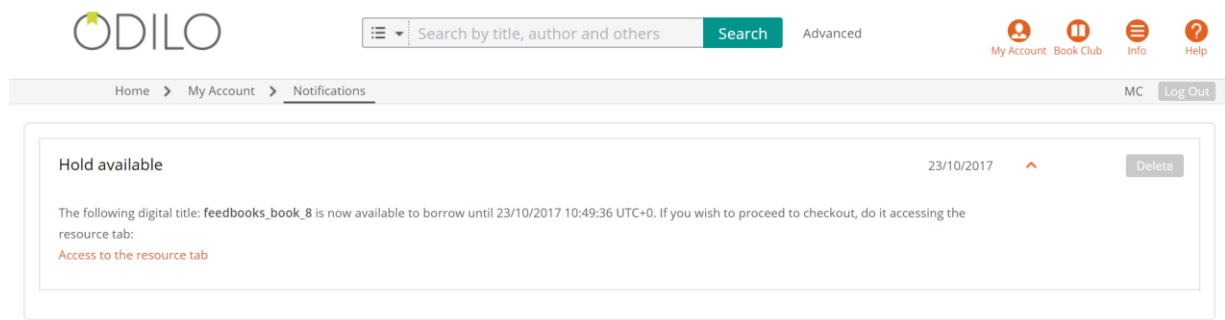 ODILO
Search by title, author and others
Search
Advanced
My Account
Book Club
Info
Help
Home
My Account
Notifications
MC
Log Out
Hold available
23/10/2017
Delete
The following digital title: feedbooks_book_8 is now available to borrow until 23/10/2017 10:49:36 UTC+0. If you wish to proceed to checkout, do it accessing the
resource tab:
Access to the resource tab